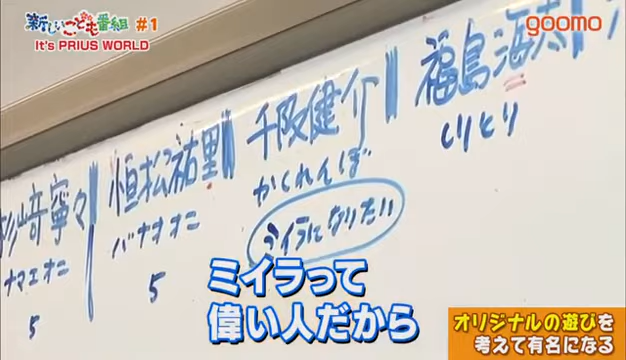 新しいこども番組 #1
It's PRIUS WORLD
goomo
杉﨑寧々
ナマエオニ
5
恒松祐里
バナナオニ
5
千阪健介
かくれんぼ
ミイラになりたい
福島海太
しりとり
ミイラって
偉い人だから
オリジナルの遊びを
考えて有名になる